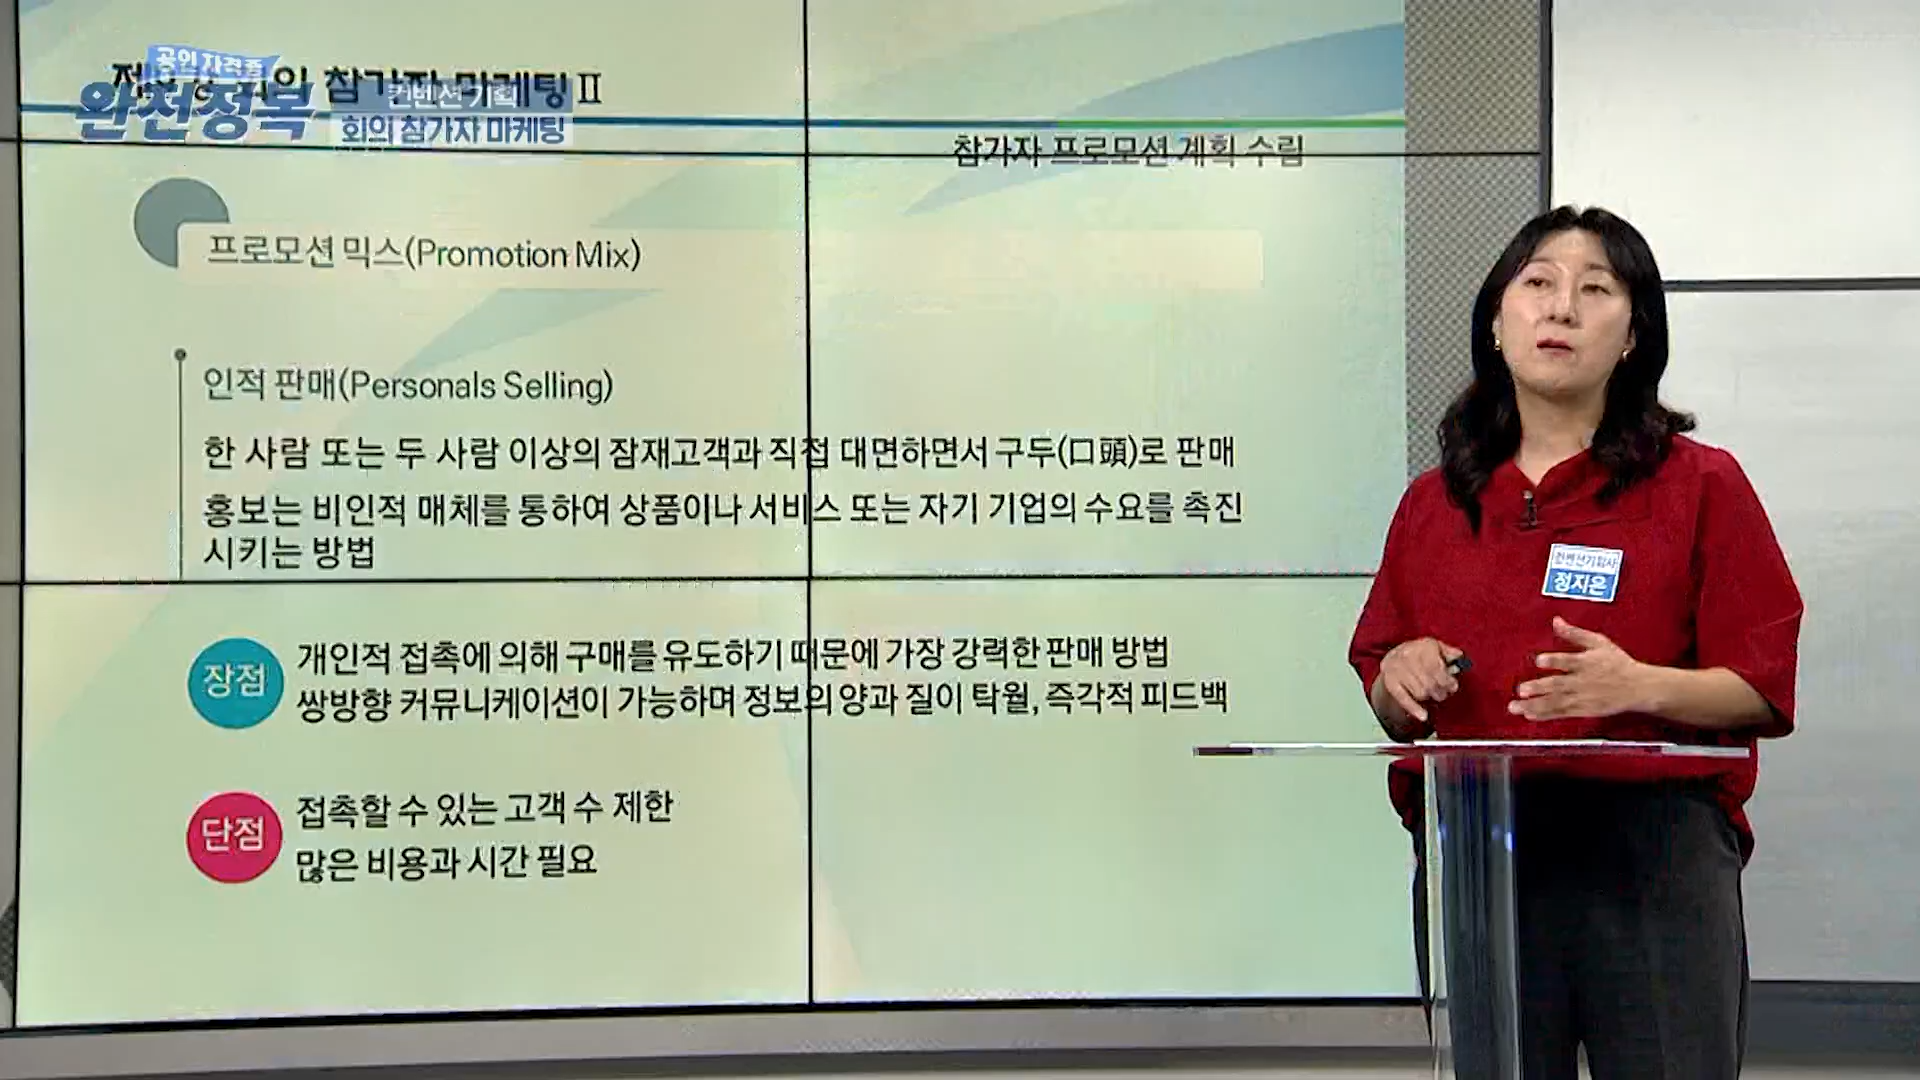 공인 자격증
완전정복
컨벤션 기획
회의 참가자 마케팅
회의 참가자 마케팅Ⅱ
참가자 프로모션 계획 수립
프로모션 믹스(Promotion Mix)
인적 판매(Personals Selling)
한 사람 또는 두 사람 이상의 잠재고객과 직접 대면하면서 구두(口頭)로 판매
홍보는 비인적 매체를 통하여 상품이나 서비스 또는 자기 기업의 수요를 촉진
시키는 방법
장점
개인적 접촉에 의해 구매를 유도하기 때문에 가장 강력한 판매 방법
쌍방향 커뮤니케이션이 가능하며 정보의 양과 질이 탁월, 즉각적 피드백
단점
접촉할 수 있는 고객 수 제한
많은 비용과 시간 필요
컨벤션기획사
정지은